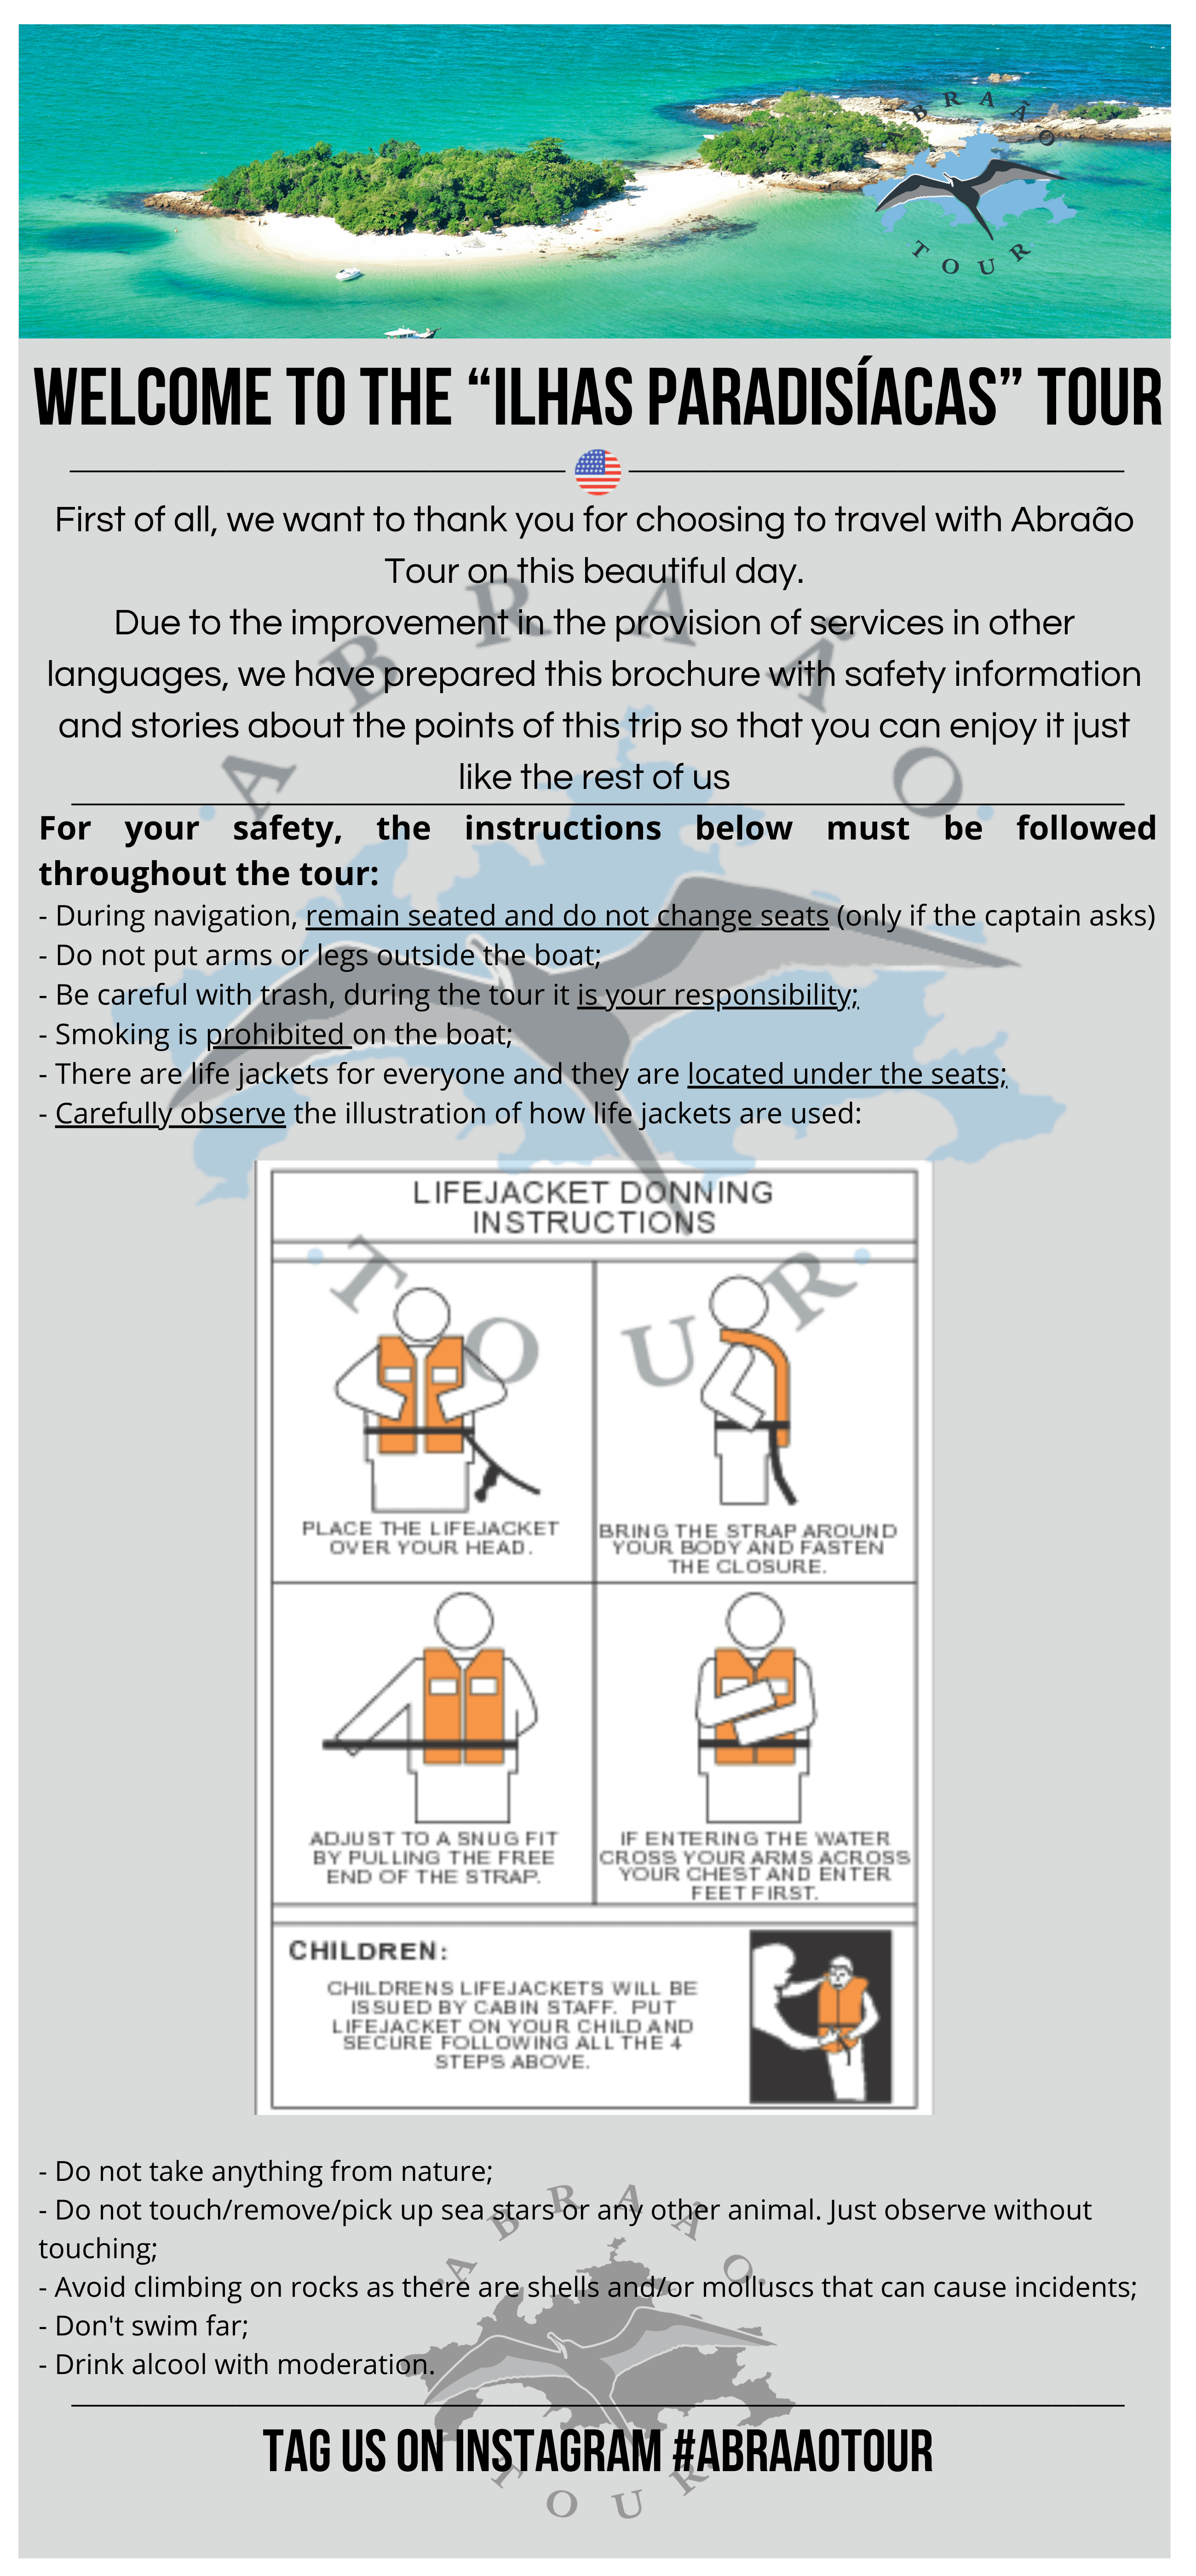 ABRAÃO
TOUR
WELCOME TO THE “ILHAS PARADISÍACAS” TOUR
First of all, we want to thank you for choosing to travel with Abraão
Tour on this beautiful day.
Due to the improvement in the provision of services in other
languages, we have prepared this brochure with safety information
and stories about the points of this trip so that you can enjoy it just
like the rest of us
ABRAÃO
For your safety, the instructions below must be followed
throughout the tour:
- During navigation, remain seated and do not change seats (only if the captain asks)
- Do not put arms or legs outside the boat;
- Be careful with trash, during the tour it is your responsibility;
- Smoking is prohibited on the boat;
- There are life jackets for everyone and they are located under the seats;
- Carefully observe the illustration of how life jackets are used:
LIFEJACKET DONNING
INSTRUCTIONS
TOUR
PLACE THE LIFEJACKET
OVER YOUR HEAD.
BRING THE STRAP AROUND
YOUR BODY AND FASTEN
THE CLOSURE.
ADJUST TO A SNUG FIT
BY PULLING THE FREE
END OF THE STRAP.
IF ENTERING THE WATER
CROSS YOUR ARMS ACROSS
YOUR CHEST AND ENTER
FEET FIRST.
CHILDREN:
CHILDRENS LIFEJACKETS WILL BE
ISSUED BY CABIN STAFF. PUT
LIFEJACKET ON YOUR CHILD AND
SECURE FOLLOWING ALL THE 4
STEPS ABOVE.
- Do not take anything from nature;
- Do not touch/remove/pick up sea stars or any other animal. Just observe without
touching;
- Avoid climbing on rocks as there are shells and/or molluscs that can cause incidents;
- Don't swim far;
- Drink alcool with moderation.
ABRAÃO
TAG US ON INSTAGRAM #ABRAAOTOUR
TOUR